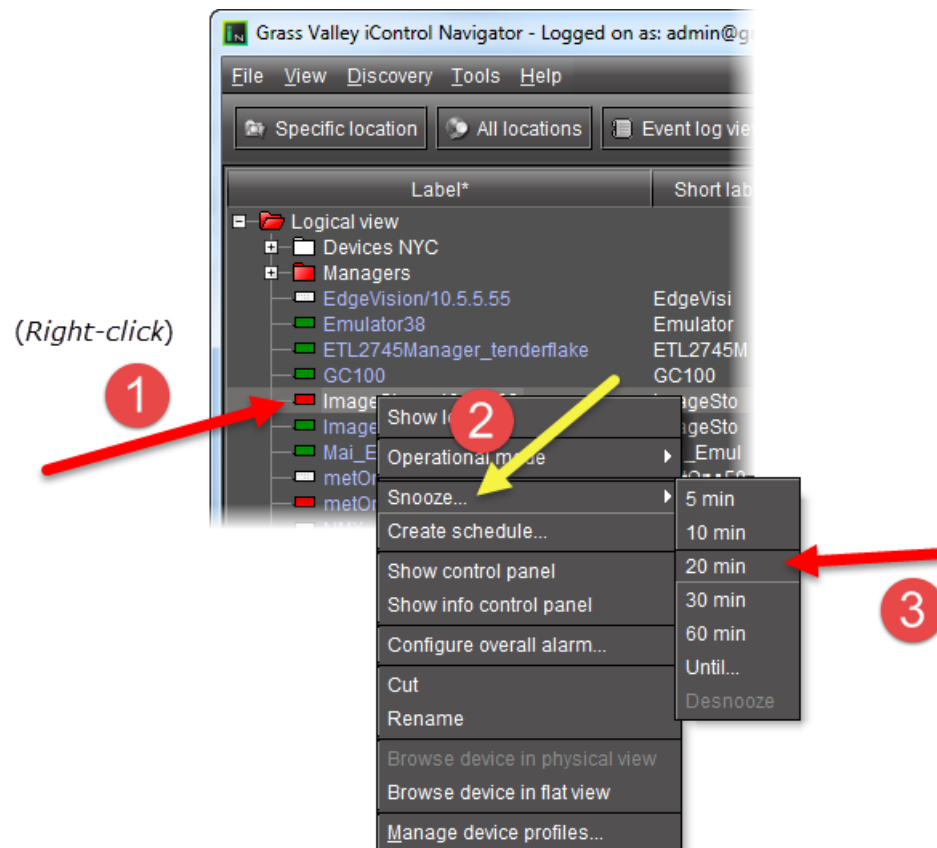 Grass Valley iControl Navigator - Logged on as: admin@g
File View Discovery Tools Help
Specific location All locations Event log vie
Label* Short lab
Logical view
Devices NYC
Managers
EdgeVision/10.5.5.55 EdgeVisi
Emulator38 Emulator
ETL2745Manager_tenderflake ETL2745M
GC100 GC100
(Right-click)
1
Image ageSto
Image ageSto
Mai_E _Emul
metOn
metOn
2
Show
Operational mode
Snooze...
Create schedule...
Show control panel
Show info control panel
Configure overall alarm...
Cut
Rename
Browse device in physical view
Browse device in flat view
Manage device profiles...
5 min
10 min
20 min
30 min
60 min
Until...
Desnooze
3